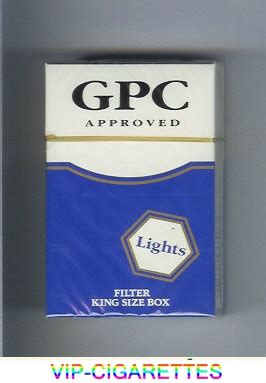 GPC
APPROVED
Lights
FILTER
KING SIZE BOX
VIP-CIGARETTES